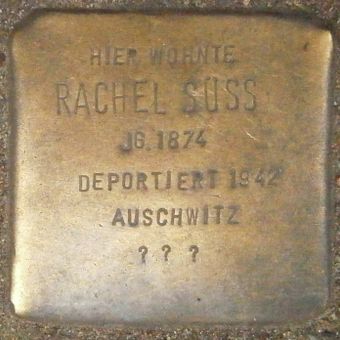 HIER WOHNTE
RACHEL SÜSS
JG. 1874
DEPORTIERT 1942
AUSCHWITZ
? ? ?